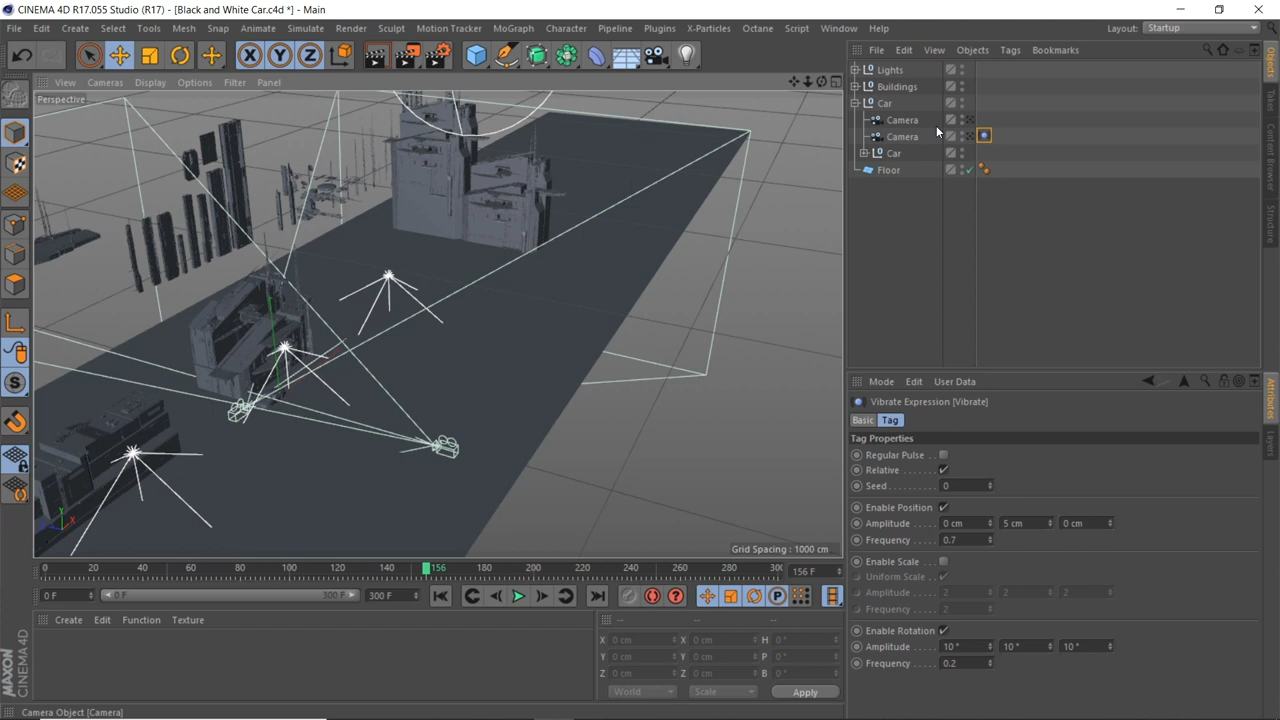 CINEMA 4D R17.055 Studio (R17) - [Black and White Car.c4d *] - Main
File Edit Create Select Tools Mesh Snap Animate Simulate Render Sculpt Motion Tracker MoGraph Character Pipeline Plugins X-Particles Octane Script Window Help Layout: Startup
X Y Z File Edit View Objects Tags Bookmarks
View Cameras Display Options Filter Panel
Perspective
Lights
Buildings
Car
Camera
Camera
Car
Floor
Objects
Takes
Content Browser
Structure
Mode Edit User Data
Vibrate Expression [Vibrate]
Basic Tag
Tag Properties
Regular Pulse . .
Relative . . . . . . .
Seed . . . . . . . . . 0
Enable Position
Amplitude . . . . 0 cm 5 cm 0 cm
Frequency . . . . 0.7
Enable Scale . .
Uniform Scale . .
Amplitude . . . . 2 2 2
Frequency . . . . 2
Enable Rotation
Amplitude . . . . 10 ° 10 ° 10 °
Frequency . . . . 0.2
Attributes
Layers
Y X
Grid Spacing : 1000 cm
0 20 40 60 80 100 120 140 156 180 200 220 240 260 280 30 156 F
0 F 0 F 300 F 300 F
Create Edit Function Texture
-- -- --
X 0 cm X 0 cm H 0 °
Y 0 cm Y 0 cm P 0 °
Z 0 cm Z 0 cm B 0 °
World Scale Apply
MAXON
CINEMA 4D
Camera Object [Camera]